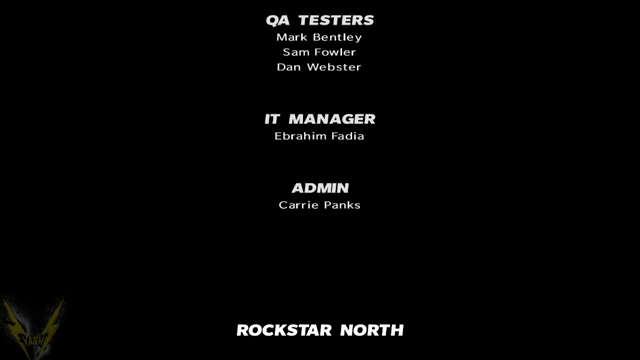 QA TESTERS
Mark Bentley
Sam Fowler
Dan Webster
IT MANAGER
Ebrahim Fadia
ADMIN
Carrie Panks
ROCKSTAR NORTH